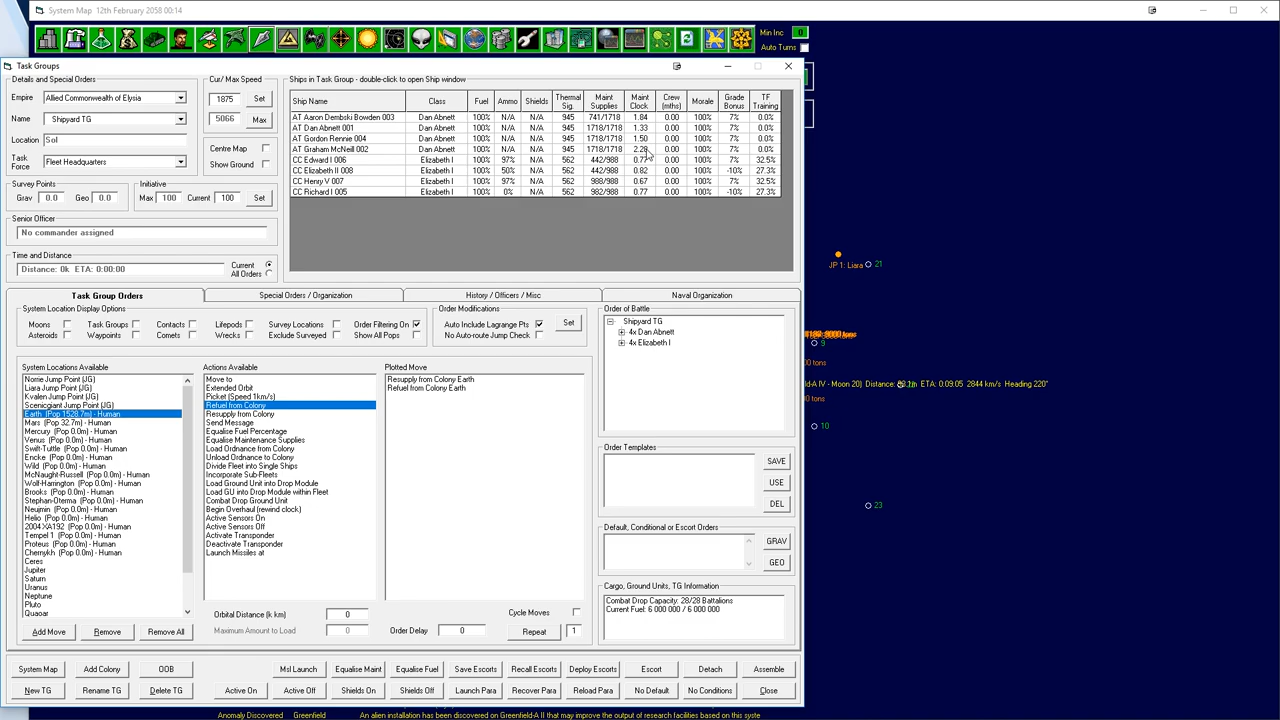 System Map  12th February 2058 00:14
Min Inc 0
Auto Turns
Task Groups
Details and Special Orders
Empire Allied Commonwealth of Elysia
Name Shipyard TG
Location Sol
Task Force Fleet Headquarters
Cur/ Max Speed
1875 Set
5066 Max
Centre Map
Show Ground
Survey Points
Grav 0.0 Geo 0.0
Initiative
Max 100 Current 100 Set
Senior Officer
No commander assigned
Time and Distance
Distance: 0k  ETA: 0:00:00
Current
All Orders
Ships in Task Group - double-click to open Ship window
Ship Name Class Fuel Ammo Shields Thermal Sig. Maint Supplies Maint Clock Crew (mths) Morale Grade Bonus TF Training
AT Aaron Dembski Bowden 003 Dan Abnett 100% N/A N/A 945 741/1718 1.84 0.00 100% 7% 0.0%
AT Dan Abnett 001 Dan Abnett 100% N/A N/A 945 1718/1718 1.33 0.00 100% 7% 0.0%
AT Gordon Rennie 004 Dan Abnett 100% N/A N/A 945 1718/1718 1.50 0.00 100% 7% 0.0%
AT Graham McNeill 002 Dan Abnett 100% N/A N/A 945 1718/1718 2.20 0.00 100% 7% 0.0%
CC Edward I 006 Elizabeth I 100% 97% N/A 562 442/988 0.77 0.00 100% 7% 32.5%
CC Elizabeth II 008 Elizabeth I 100% 50% N/A 562 442/988 0.82 0.00 100% -10% 27.3%
CC Henry V 007 Elizabeth I 100% 97% N/A 562 988/988 0.67 0.00 100% 7% 32.5%
CC Richard I 005 Elizabeth I 100% 0% N/A 562 982/988 0.77 0.00 100% -10% 27.3%
Task Group Orders
Special Orders / Organization
History / Officers / Misc
Naval Organization
System Location Display Options
Moons Task Groups Contacts Lifepods Survey Locations Order Filtering On
Asteroids Waypoints Comets Wrecks Exclude Surveyed Show All Pops
Order Modifications
Auto Include Lagrange Pts Set
No Auto-route Jump Check
System Locations Available
Norrie Jump Point (JG)
Liara Jump Point (JG)
Kvalen Jump Point (JG)
Scenicgiant Jump Point (JG)
Earth  (Pop 1528.7m) - Human
Mars  (Pop 32.7m) - Human
Mercury  (Pop 0.0m) - Human
Venus  (Pop 0.0m) - Human
Swift-Tuttle  (Pop 0.0m) - Human
Encke  (Pop 0.0m) - Human
Wild  (Pop 0.0m) - Human
McNaught-Russell  (Pop 0.0m) - Human
Wolf-Harrington  (Pop 0.0m) - Human
Brooks  (Pop 0.0m) - Human
Stephan-Oterma  (Pop 0.0m) - Human
Neujmin  (Pop 0.0m) - Human
Helio  (Pop 0.0m) - Human
2004 XA192  (Pop 0.0m) - Human
Tempel 1  (Pop 0.0m) - Human
Proteus  (Pop 0.0m) - Human
Chernykh  (Pop 0.0m) - Human
Ceres
Jupiter
Saturn
Uranus
Neptune
Pluto
Quaoar
Actions Available
Move to
Extended Orbit
Picket (Speed 1km/s)
Refuel from Colony
Resupply from Colony
Send Message
Equalise Fuel Percentage
Equalise Maintenance Supplies
Load Ordnance from Colony
Unload Ordnance to Colony
Divide Fleet into Single Ships
Incorporate Sub-Fleets
Load Ground Unit into Drop Module
Load GU into Drop Module within Fleet
Combat Drop Ground Unit
Begin Overhaul (rewind clock)
Active Sensors On
Active Sensors Off
Activate Transponder
Deactivate Transponder
Launch Missiles at
Plotted Move
Resupply from Colony Earth
Refuel from Colony Earth
Orbital Distance (k km) 0
Maximum Amount to Load 0
Cycle Moves
Order Delay 0
Repeat 1
Add Move Remove Remove All
Order of Battle
Shipyard TG
4x Dan Abnett
4x Elizabeth I
Order Templates
SAVE
USE
DEL
Default, Conditional or Escort Orders
GRAV
GEO
Cargo, Ground Units, TG Information
Combat Drop Capacity: 28/28 Battalions
Current Fuel: 6 000 000 / 6 000 000
System Map Add Colony OOB Msl Launch Equalise Maint Equalise Fuel Save Escorts Recall Escorts Deploy Escorts Escort Detach Assemble
New TG Rename TG Delete TG Active On Active Off Shields On Shields Off Launch Para Recover Para Reload Para No Default No Conditions Close
JP 1: Liara 21
9
00 tons
ld-A IV - Moon 20)  Distance: ETA: 0:09:05  2844 km/s  Heading 220°
00 tons
10
23
Anomaly Discovered Greenfield An alien installation has been discovered on Greenfield-A II that may improve the output of research facilities based on this syste